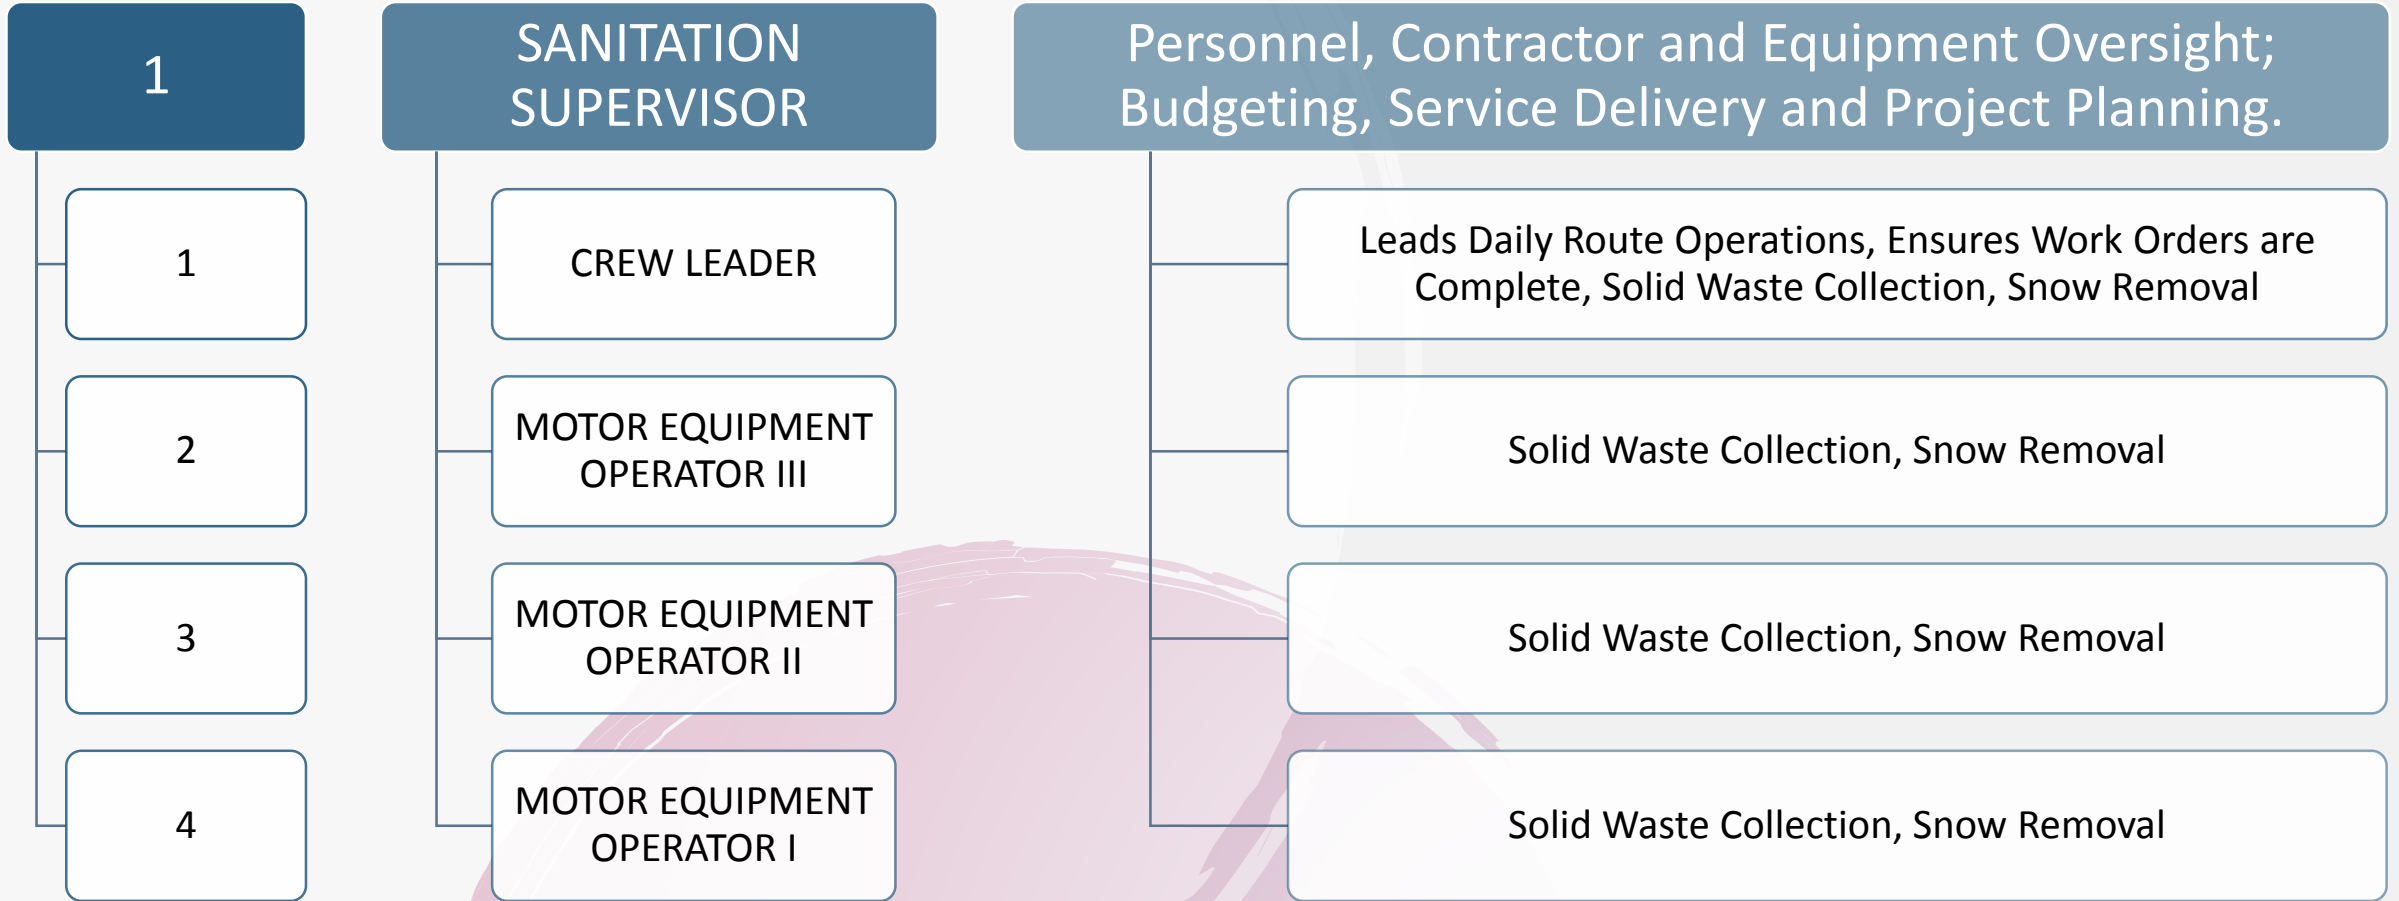 1
SANITATION
SUPERVISOR
Personnel, Contractor and Equipment Oversight;
Budgeting, Service Delivery and Project Planning.
1
CREW LEADER
Leads Daily Route Operations, Ensures Work Orders are
Complete, Solid Waste Collection, Snow Removal
2
MOTOR EQUIPMENT
OPERATOR III
Solid Waste Collection, Snow Removal
3
MOTOR EQUIPMENT
OPERATOR II
Solid Waste Collection, Snow Removal
4
MOTOR EQUIPMENT
OPERATOR I
Solid Waste Collection, Snow Removal